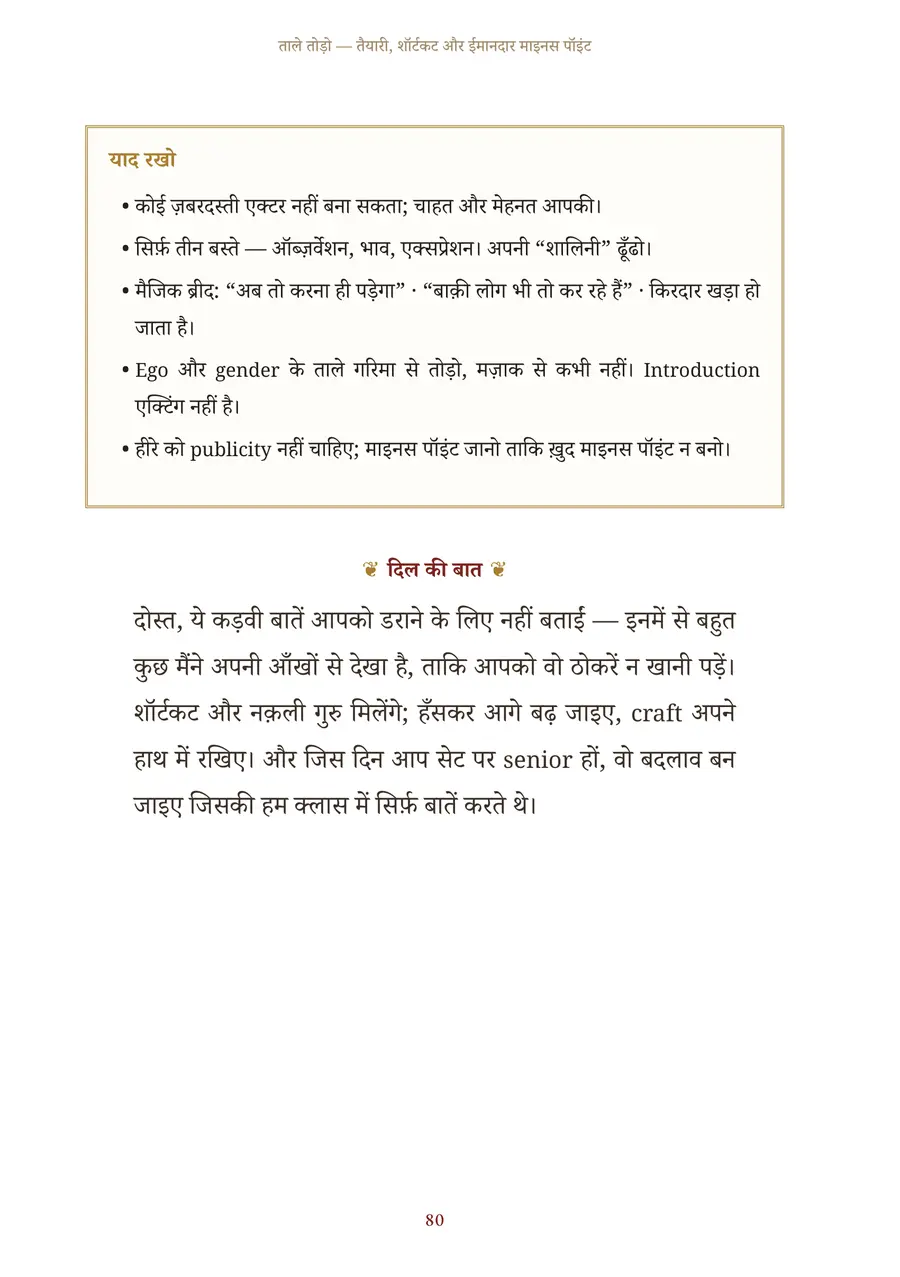 ताले तोड़ो — तैयारी, शॉर्टकट और ईमानदार माइनस पॉइंट
याद रखो
• कोई ज़बरदस्ती एक्टर नहीं बना सकता; चाहत और मेहनत आपकी।
• सिर्फ़ तीन बस्ते — ऑब्ज़र्वेशन, भाव, एक्सप्रेशन। अपनी “शालिनी” ढूँढो।
• मैजिक ब्रीद: “अब तो करना ही पड़ेगा” · “बाक़ी लोग भी तो कर रहे हैं” · किरदार खड़ा हो
जाता है।
• Ego और gender के ताले गरिमा से तोड़ो, मज़ाक से कभी नहीं। Introduction
एक्टिंग नहीं है।
• हीरे को publicity नहीं चाहिए; माइनस पॉइंट जानो ताकि ख़ुद माइनस पॉइंट न बनो।
❦ दिल की बात ❦
दोस्त, ये कड़वी बातें आपको डराने के लिए नहीं बताईं — इनमें से बहुत
कुछ मैंने अपनी आँखों से देखा है, ताकि आपको वो ठोकरें न खानी पड़ें।
शॉर्टकट और नक़ली गुरु मिलेंगे; हँसकर आगे बढ़ जाइए, craft अपने
हाथ में रखिए। और जिस दिन आप सेट पर senior हों, वो बदलाव बन
जाइए जिसकी हम क्लास में सिर्फ़ बातें करते थे।
80